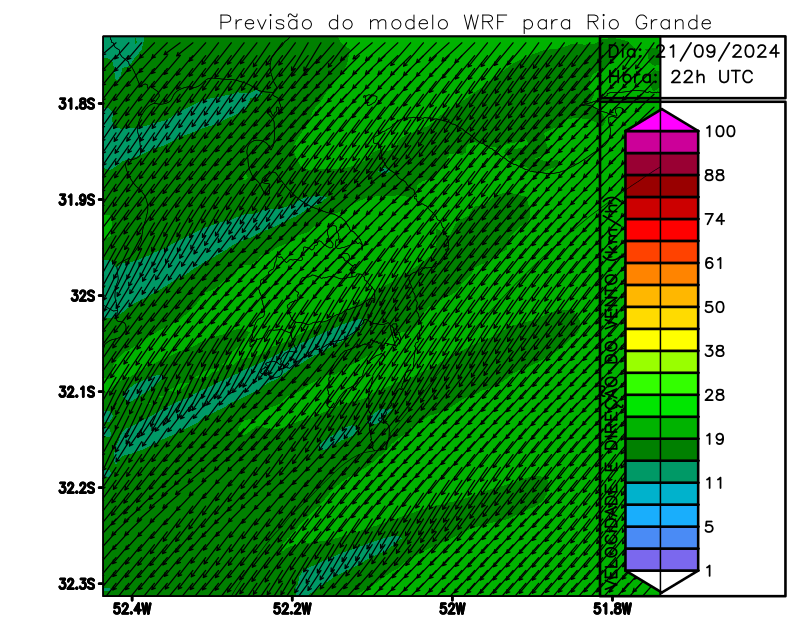 Previsão do modelo WRF para Rio Grande
Dia: 21/09/2024
Hora: 22h UTC
31.8S
31.9S
32S
32.1S
32.2S
32.3S
52.4W
52.2W
52W
51.8W
VELOCIDADE E DIREÇÃO DO VENTO (km/h)
100
88
74
61
50
38
28
19
11
5
1